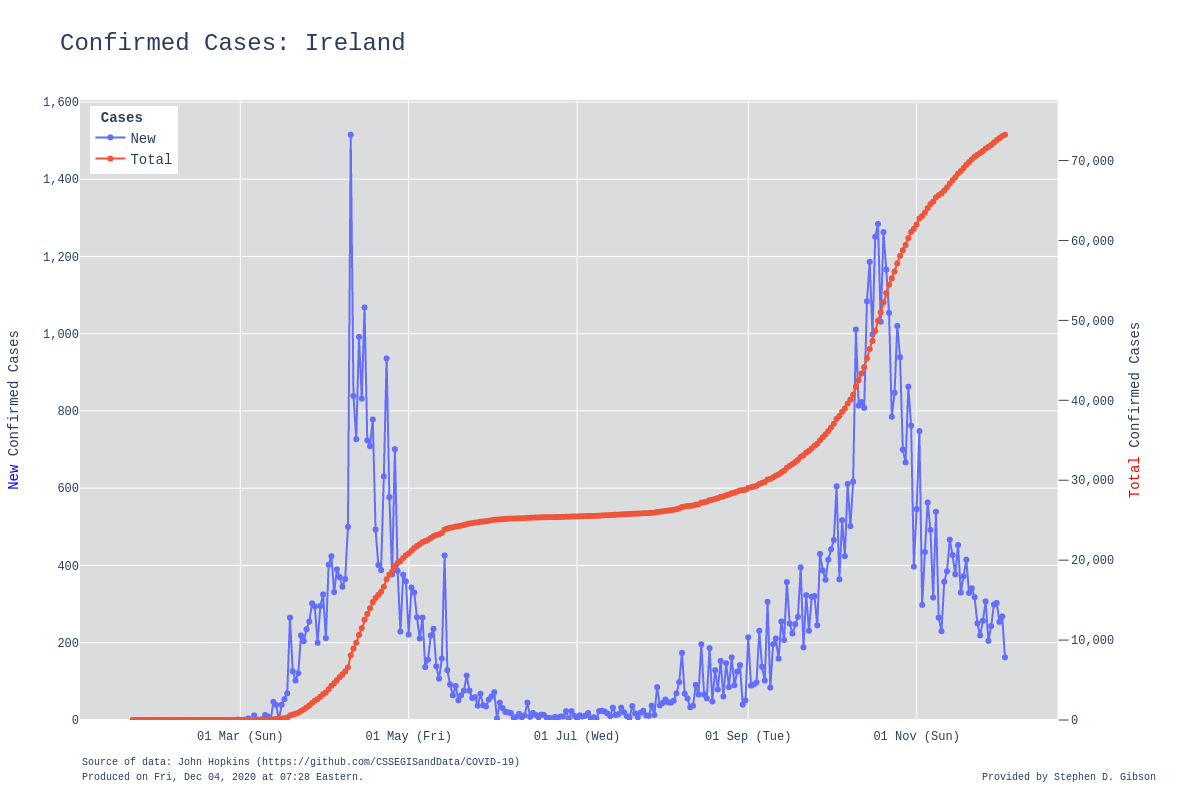 Confirmed Cases: Ireland
1,600
1,400
1,200
1,000
800
600
400
200
0
New Confirmed Cases
Cases
New
Total
70,000
60,000
50,000
40,000
30,000
20,000
10,000
0
Total Confirmed Cases
01 Mar (Sun) 01 May (Fri) 01 Jul (Wed) 01 Sep (Tue) 01 Nov (Sun)
Source of data: John Hopkins (https://github.com/CSSEGISandData/COVID-19)
Produced on Fri, Dec 04, 2020 at 07:28 Eastern.
Provided by Stephen D. Gibson